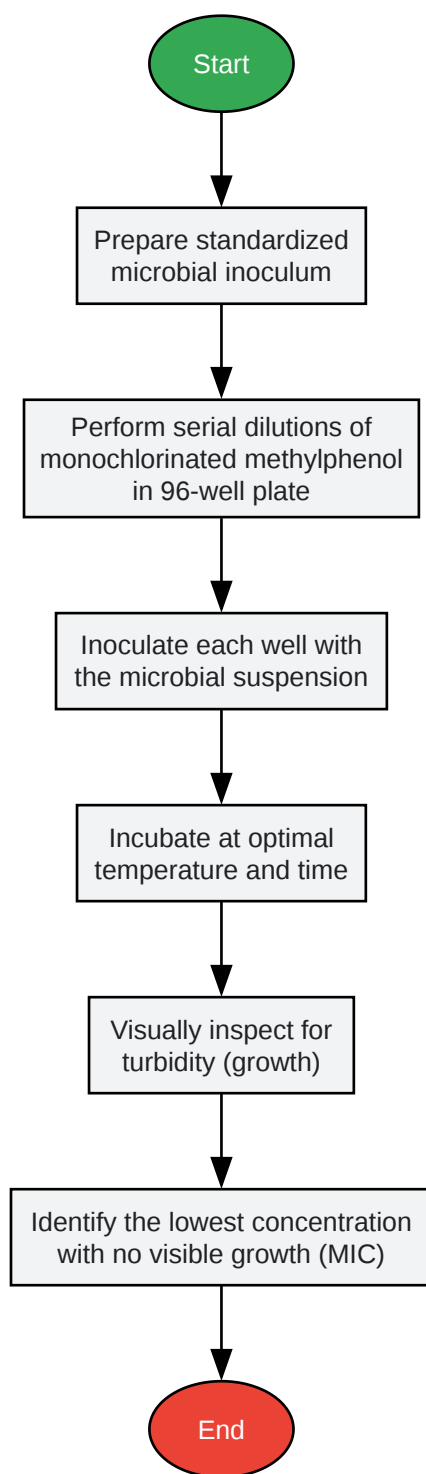 Start
Prepare standardized
microbial inoculum
Perform serial dilutions of
monochlorinated methylphenol
in 96-well plate
Inoculate each well with
the microbial suspension
Incubate at optimal
temperature and time
Visually inspect for
turbidity (growth)
Identify the lowest concentration
with no visible growth (MIC)
End